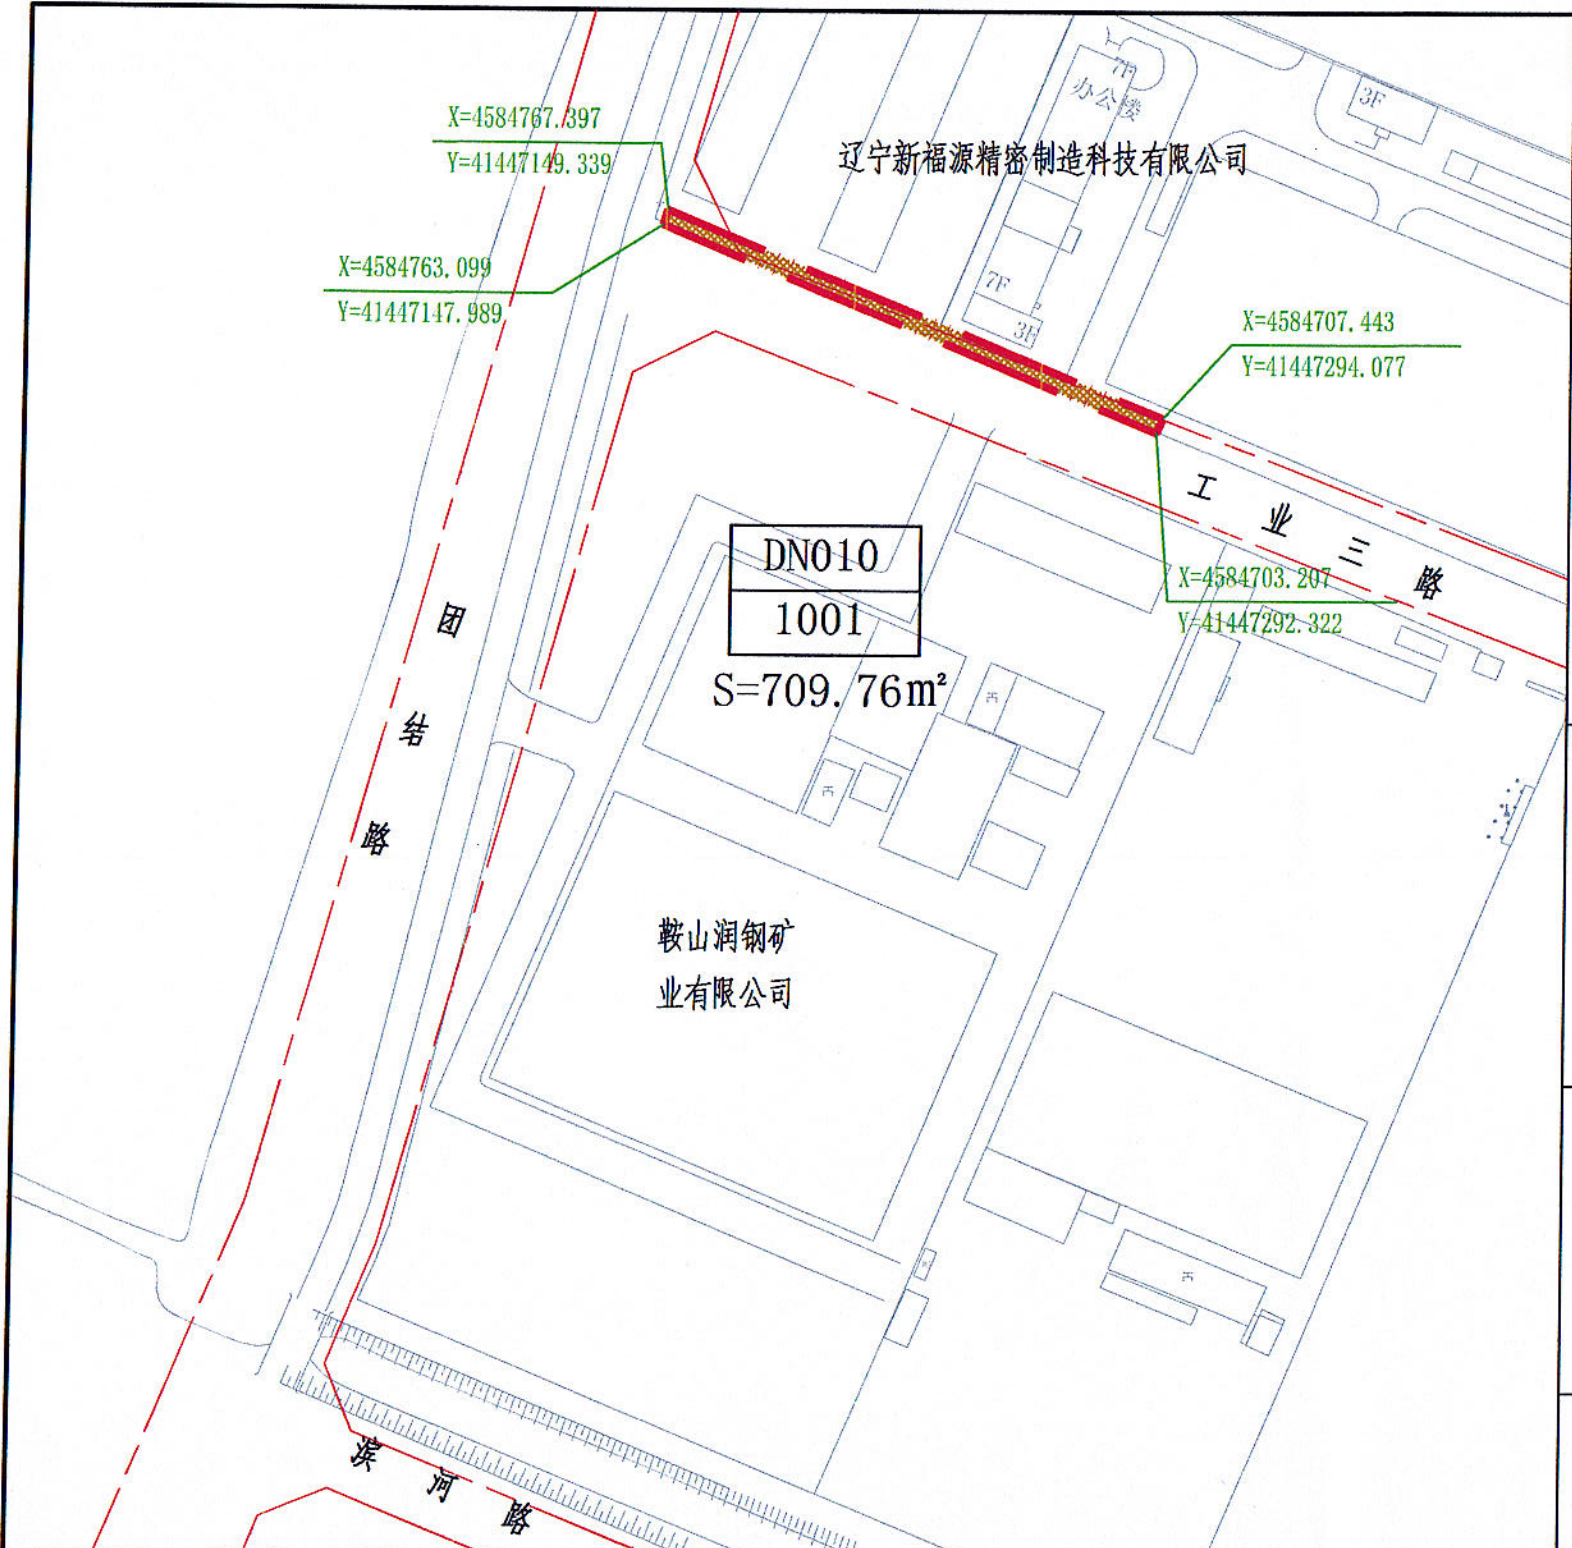 7F
办公楼
3F
X=4584767.397
Y=41447149.339
辽宁新福源精密制造科技有限公司
X=4584763.099
Y=41447147.989
7F
3F
X=4584707.443
Y=41447294.077
工业三路
DN010
1001
S=709.76m²
X=4584703.207
Y=41447292.322
团结路
鞍山润钢矿
业有限公司
滨河路